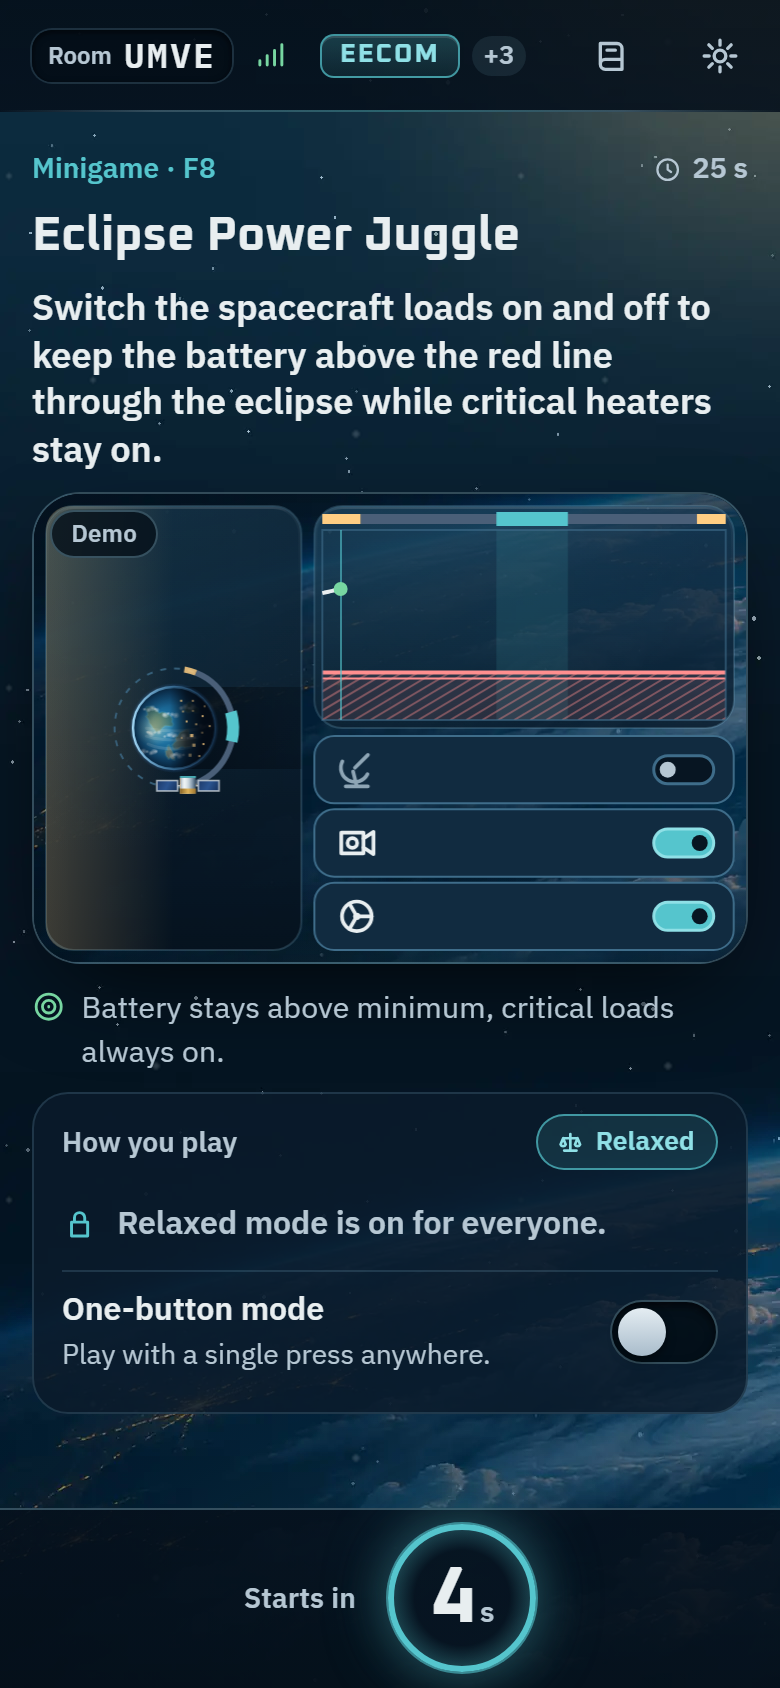 Room UMVE EECOM +3
Minigame · F8 25 s
Eclipse Power Juggle
Switch the spacecraft loads on and off to
keep the battery above the red line
through the eclipse while critical heaters
stay on.
Demo
Battery stays above minimum, critical loads
always on.
How you play Relaxed
Relaxed mode is on for everyone.
One-button mode
Play with a single press anywhere.
Starts in 4 s